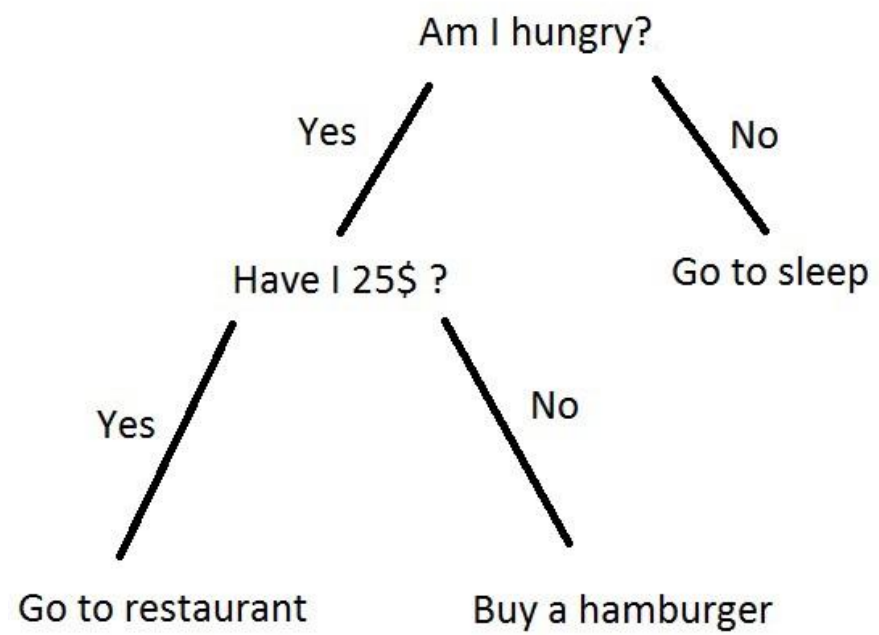 Am I hungry?
Yes
No
Have I 25$ ?
Go to sleep
Yes
No
Go to restaurant
Buy a hamburger